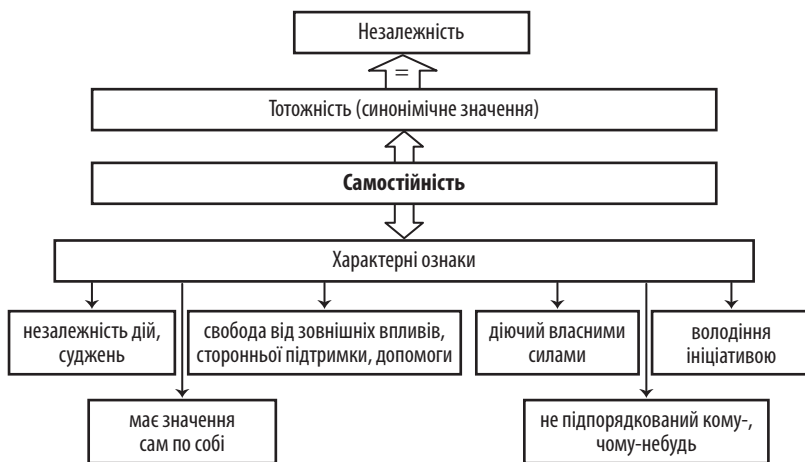 Незалежність
=
Тотожність (синонімічне значення)
Самостійність
Характерні ознаки
незалежність дій,
суджень
свобода від зовнішніх впливів,
сторонньої підтримки, допомоги
діючий власними
силами
володіння
ініціативою
має значення
сам по собі
не підпорядкований кому-,
чому-небудь